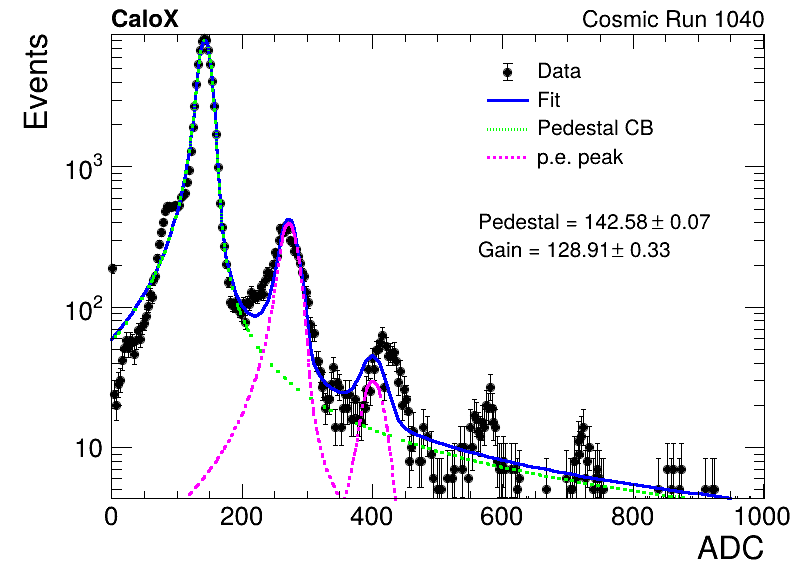 CaloX Cosmic Run 1040
Events
Data
Fit
Pedestal CB
p.e. peak
Pedestal = 142.58± 0.07
Gain = 128.91± 0.33
10³
10²
10
0 200 400 600 800 1000
ADC